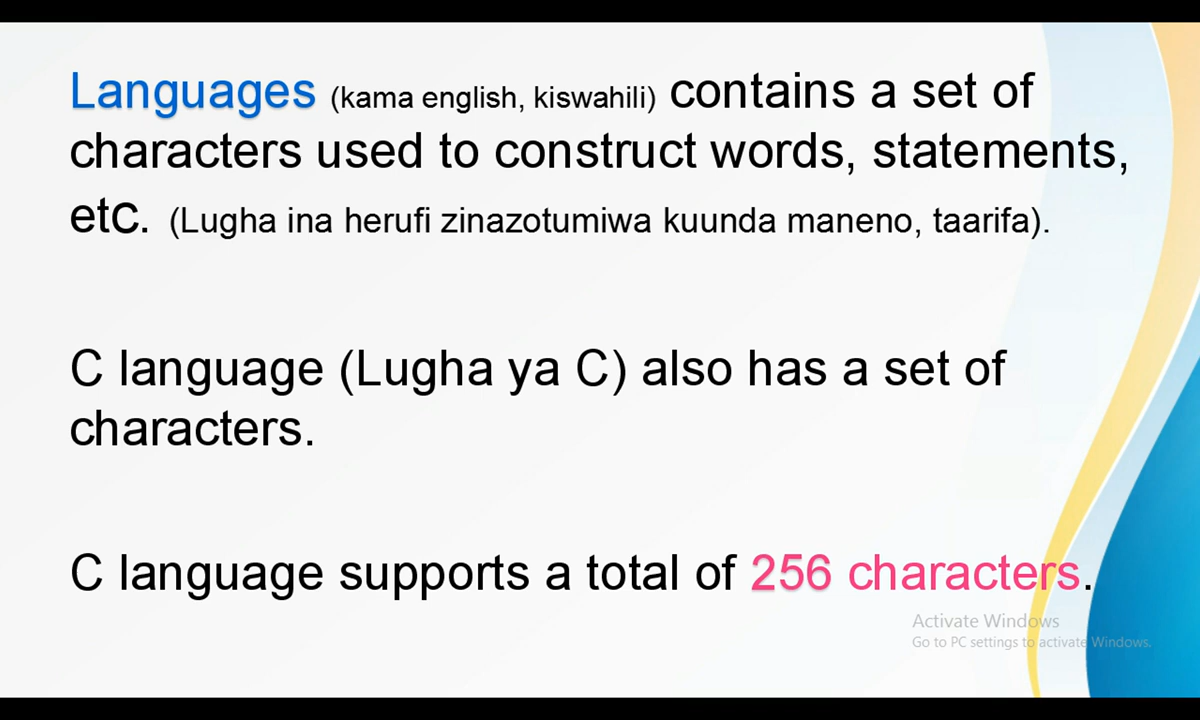 Languages (kama english, kiswahili) contains a set of
characters used to construct words, statements,
etc. (Lugha ina herufi zinazotumiwa kuunda maneno, taarifa).
C language (Lugha ya C) also has a set of
characters.
C language supports a total of 256 characters.
Activate Windows
Go to PC settings to activate Windows.